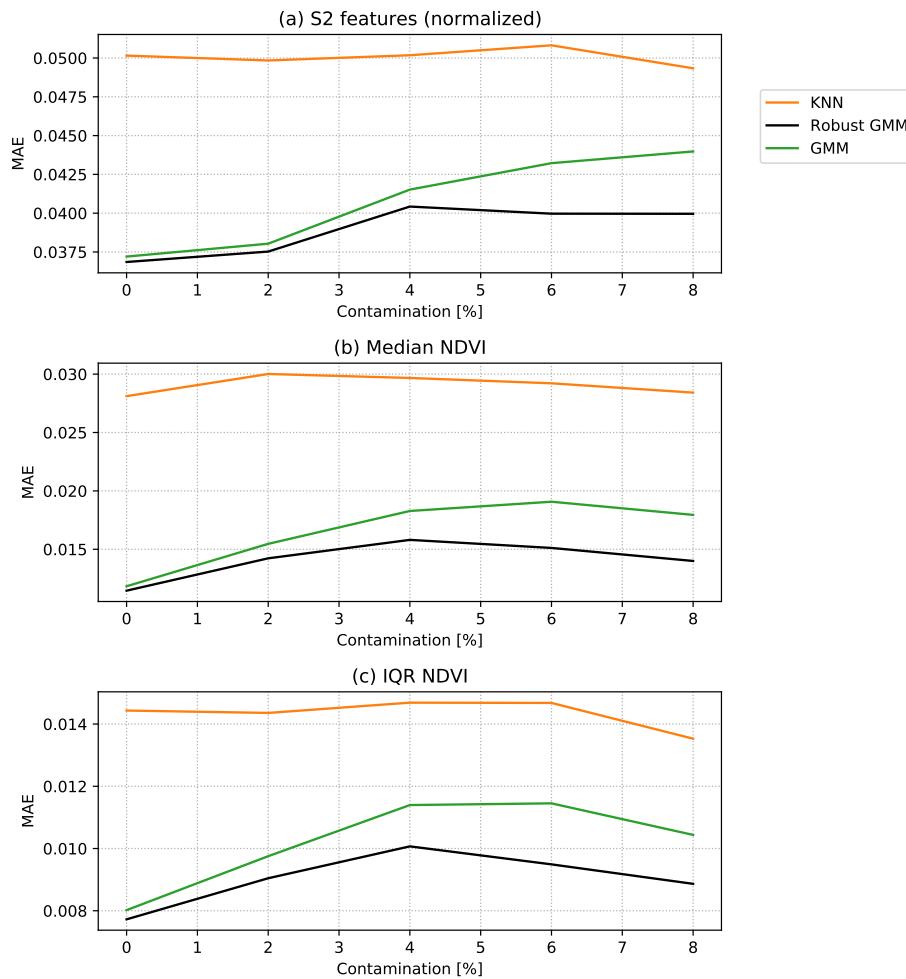 (a) S2 features (normalized)
0.0500
0.0475
0.0450
0.0425
0.0400
0.0375
MAE
0 1 2 3 4 5 6 7 8
Contamination [%]
KNN
Robust GMM
GMM
(b) Median NDVI
0.030
0.025
0.020
0.015
MAE
0 1 2 3 4 5 6 7 8
Contamination [%]
(c) IQR NDVI
0.014
0.012
0.010
0.008
MAE
0 1 2 3 4 5 6 7 8
Contamination [%]